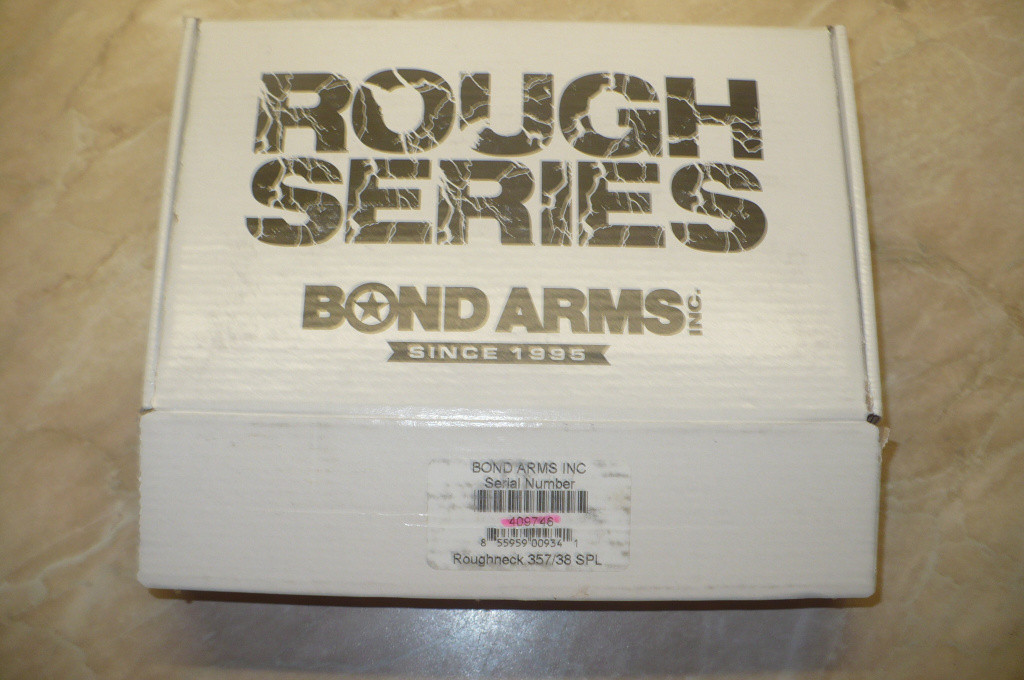 ROUGH
SERIES
BOND ARMS INC.
SINCE 1995
BOND ARMS INC
Serial Number
409746
8 55959 00934 1
Roughneck 357/38 SPL